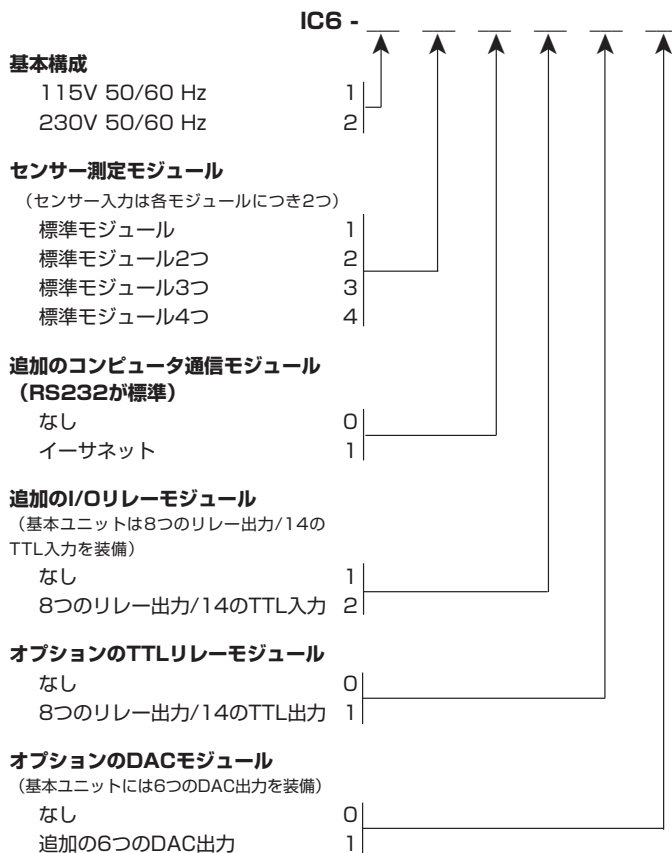 IC6 - __ __ __ __ __ __
基本構成
115V 50/60 Hz 1
230V 50/60 Hz 2
センサー測定モジュール
（センサー入力は各モジュールにつき2つ）
標準モジュール 1
標準モジュール2つ 2
標準モジュール3つ 3
標準モジュール4つ 4
追加のコンピュータ通信モジュール
（RS232が標準）
なし 0
イーサネット 1
追加のI/Oリレーモジュール
（基本ユニットは8つのリレー出力/14の
TTL入力を装備）
なし 1
8つのリレー出力/14のTTL入力 2
オプションのTTLリレーモジュール
なし 0
8つのリレー出力/14のTTL出力 1
オプションのDACモジュール
（基本ユニットには6つのDAC出力を装備）
なし 0
追加の6つのDAC出力 1